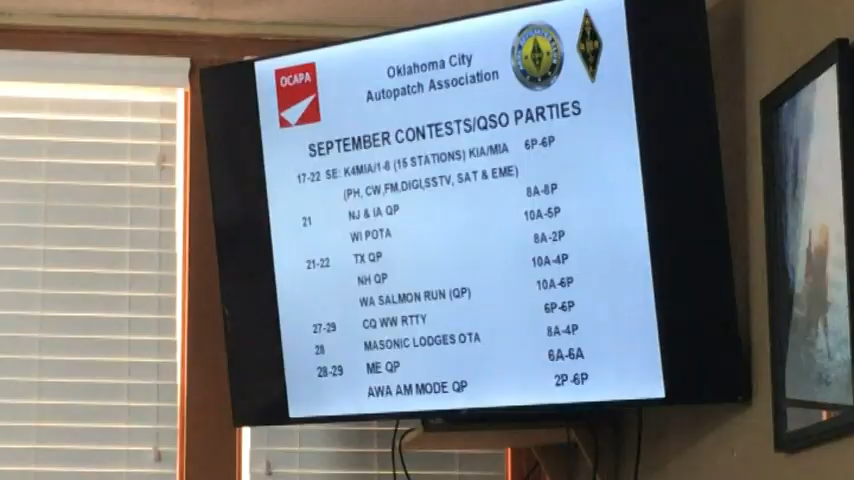 OCAPA
Oklahoma City
Autopatch Association
SEPTEMBER CONTESTS/QSO PARTIES
17-22 SE: K4MIA/1-8 (15 STATIONS) KIA/MIA 6P-6P
(PH, CW,FM,DIGI,SSTV, SAT & EME)
21 NJ & IA QP 8A-8P
WI POTA 10A-5P
21-22 TX QP 8A-2P
NH QP 10A-4P
WA SALMON RUN (QP) 10A-6P
27-29 CQ WW RTTY 6P-6P
28 MASONIC LODGES OTA 8A-4P
28-29 ME QP 6A-6A
AWA AM MODE QP 2P-6P